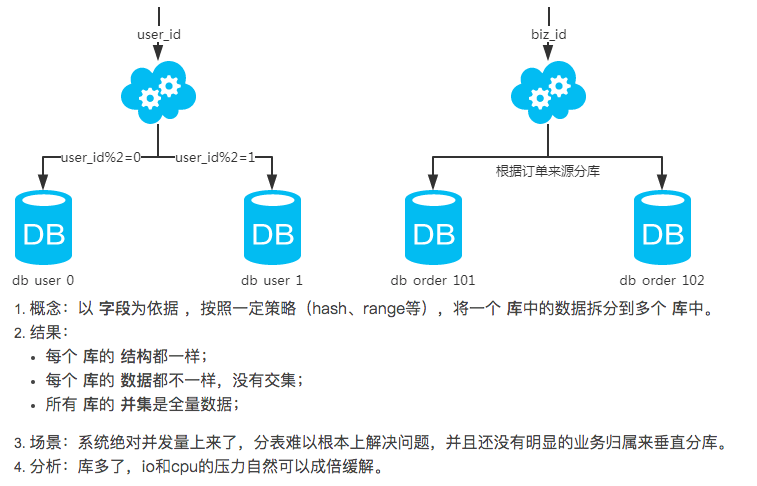 user_id
biz_id
user_id%2=0
user_id%2=1
根据订单来源分库
DB
DB
DB
DB
db user 0
db user 1
db order 101
db order 102
1. 概念：以 字段为依据 ，按照一定策略（hash、range等），将一个 库中的数据拆分到多个 库中。
2. 结果：
• 每个 库的 结构都一样；
• 每个 库的 数据都不一样，没有交集；
• 所有 库的 并集是全量数据；
3. 场景：系统绝对并发量上来了，分表难以根本上解决问题，并且还没有明显的业务归属来垂直分库。
4. 分析：库多了，io和cpu的压力自然可以成倍缓解。